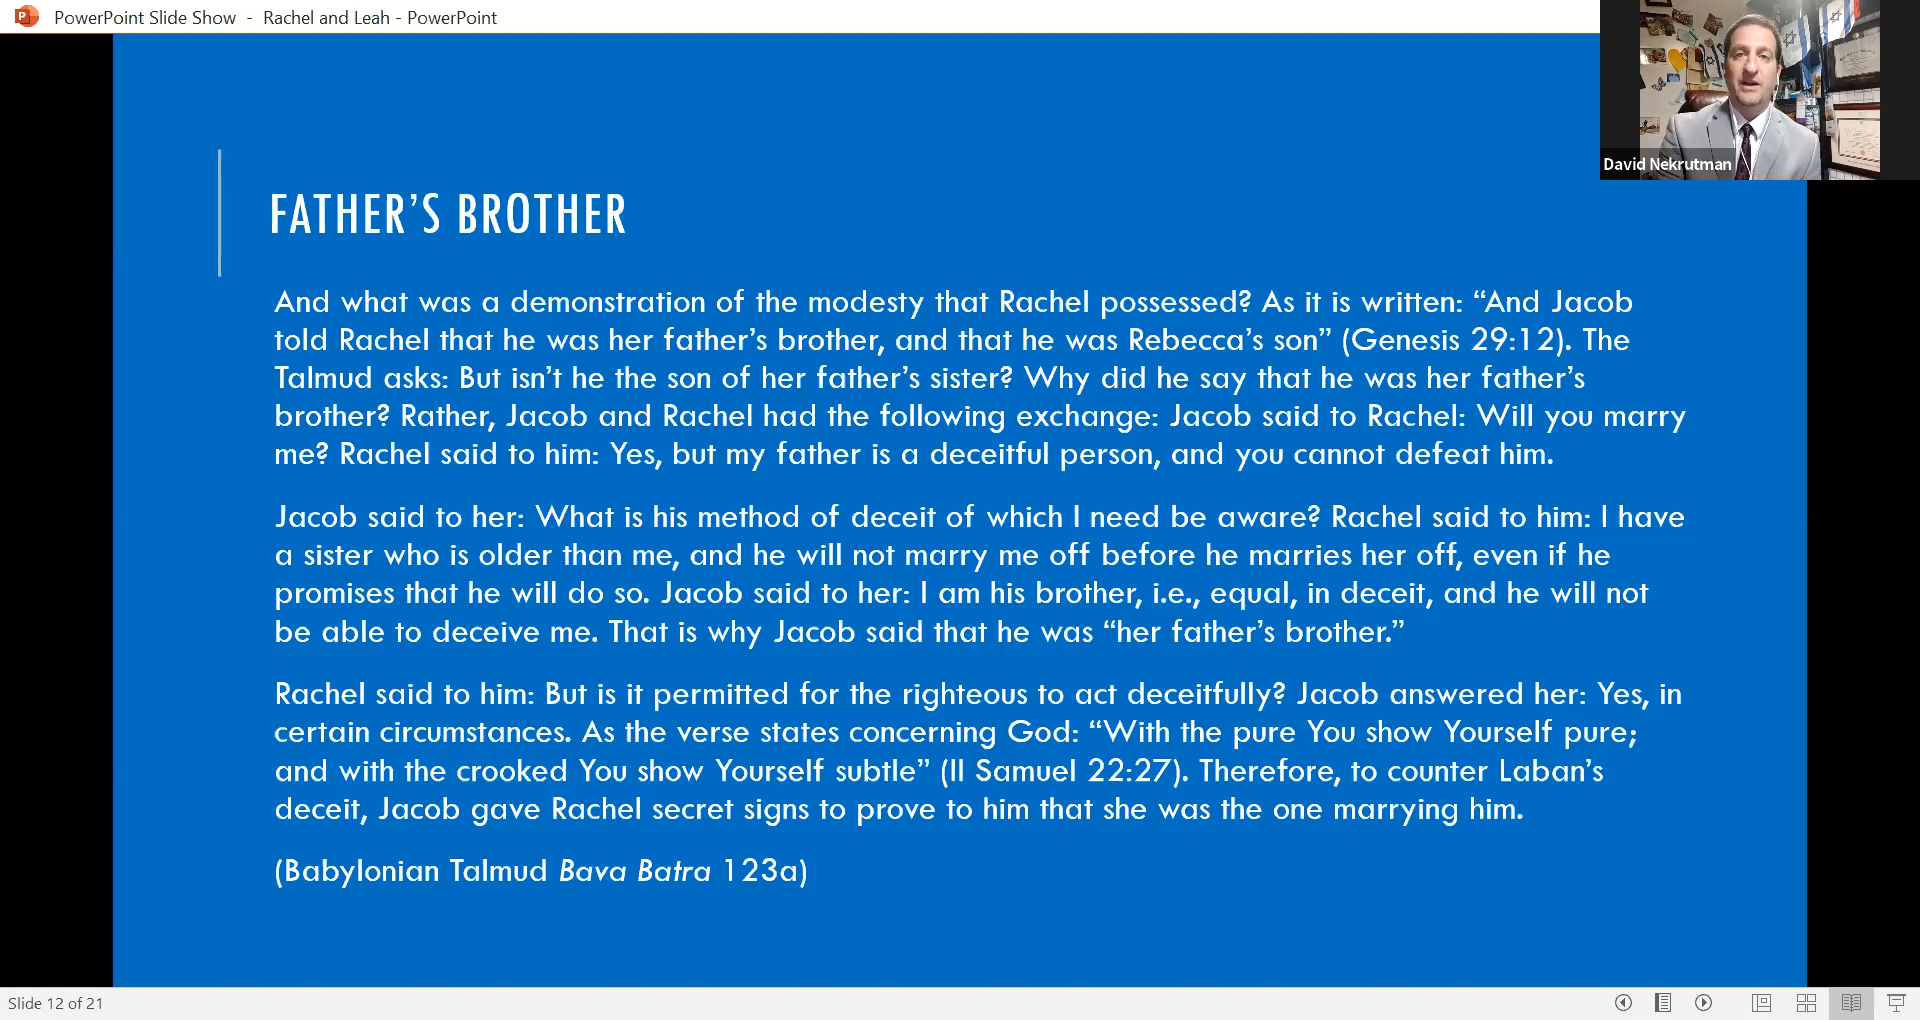 PowerPoint Slide Show - Rachel and Leah - PowerPoint
David Nekrutman
FATHER'S BROTHER
And what was a demonstration of the modesty that Rachel possessed? As it is written: “And Jacob
told Rachel that he was her father’s brother, and that he was Rebecca’s son” (Genesis 29:12). The
Talmud asks: But isn’t he the son of her father’s sister? Why did he say that he was her father’s
brother? Rather, Jacob and Rachel had the following exchange: Jacob said to Rachel: Will you marry
me? Rachel said to him: Yes, but my father is a deceitful person, and you cannot defeat him.
Jacob said to her: What is his method of deceit of which I need be aware? Rachel said to him: I have
a sister who is older than me, and he will not marry me off before he marries her off, even if he
promises that he will do so. Jacob said to her: I am his brother, i.e., equal, in deceit, and he will not
be able to deceive me. That is why Jacob said that he was “her father’s brother.”
Rachel said to him: But is it permitted for the righteous to act deceitfully? Jacob answered her: Yes, in
certain circumstances. As the verse states concerning God: “With the pure You show Yourself pure;
and with the crooked You show Yourself subtle” (II Samuel 22:27). Therefore, to counter Laban’s
deceit, Jacob gave Rachel secret signs to prove to him that she was the one marrying him.
(Babylonian Talmud Bava Batra 123a)
Slide 12 of 21